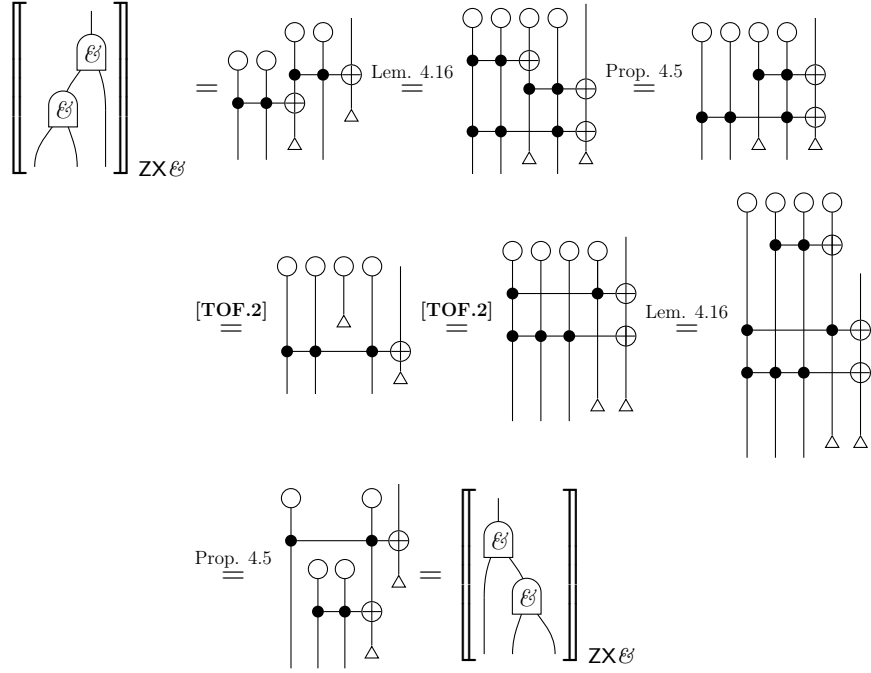 & & ZX& = Lem. 4.16 = Prop. 4.5 =
[TOF.2] = [TOF.2] = Lem. 4.16 =
Prop. 4.5 = = & & ZX&